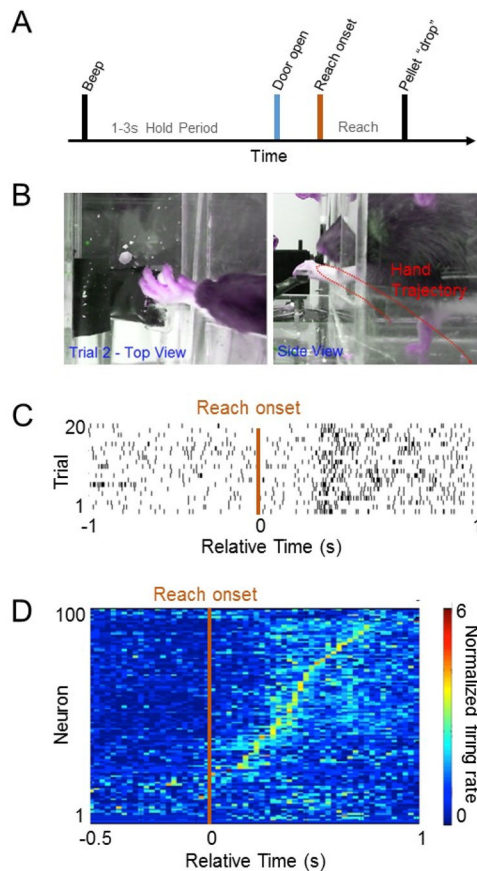 A
Beep
Door open
Reach onset
Pellet “drop”
1-3s Hold Period
Reach
Time
B
Hand
Trajectory
Trial 2 - Top View
Side View
C
Reach onset
20
Trial
1
-1
0
1
Relative Time (s)
D
Reach onset
100
Neuron
1
-0.5
0
1
Relative Time (s)
6
Normalized
firing rate
0